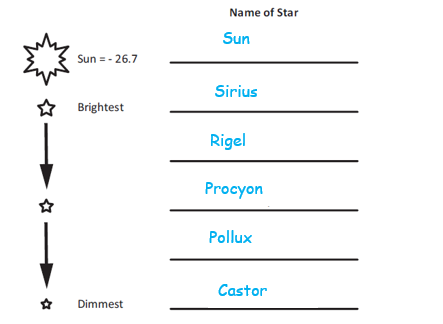 Name of Star
Sun
Sun = - 26.7
Sirius
Brightest
Rigel
Procyon
Pollux
Castor
Dimmest